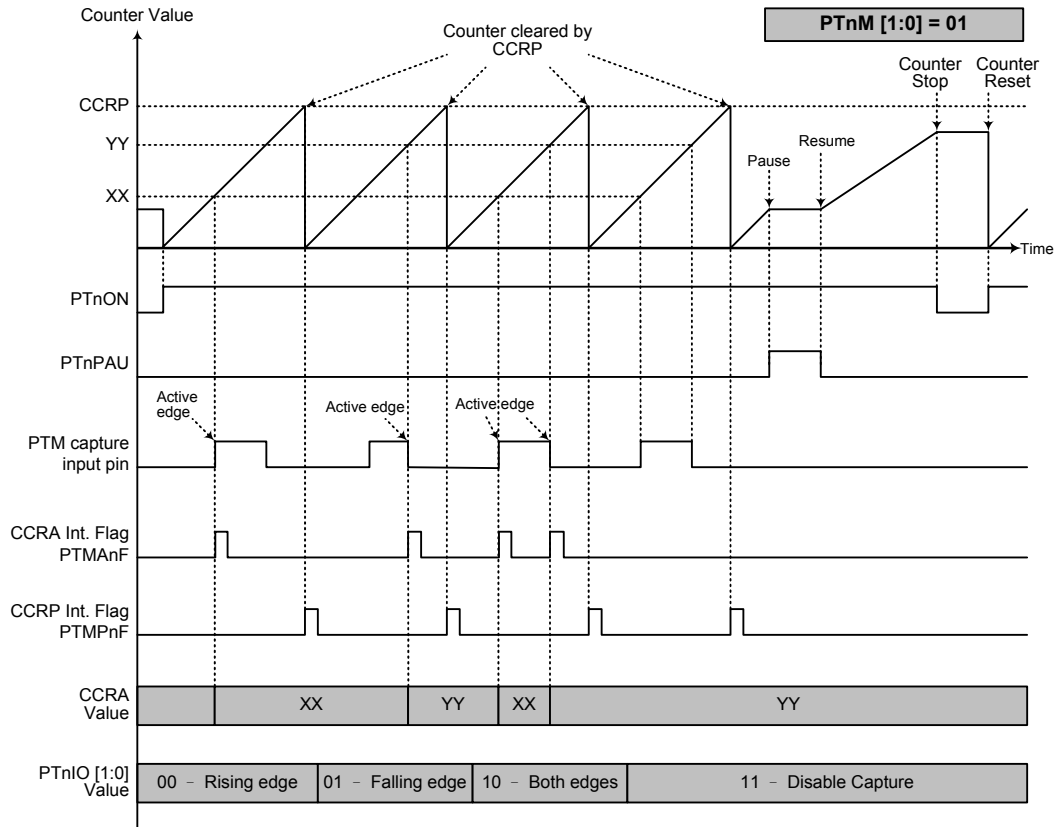 Counter Value
PTnM [1:0] = 01
Counter cleared by
CCRP
Counter
Stop
Counter
Reset
CCRP
YY
XX
Pause
Resume
Time
PTnON
PTnPAU
Active
edge
Active edge
Active edge
PTM capture
input pin
CCRA Int. Flag
PTMAnF
CCRP Int. Flag
PTMPnF
CCRA
Value
XX
YY
XX
YY
PTnIO [1:0]
Value
00 - Rising edge
01 - Falling edge
10 - Both edges
11 - Disable Capture